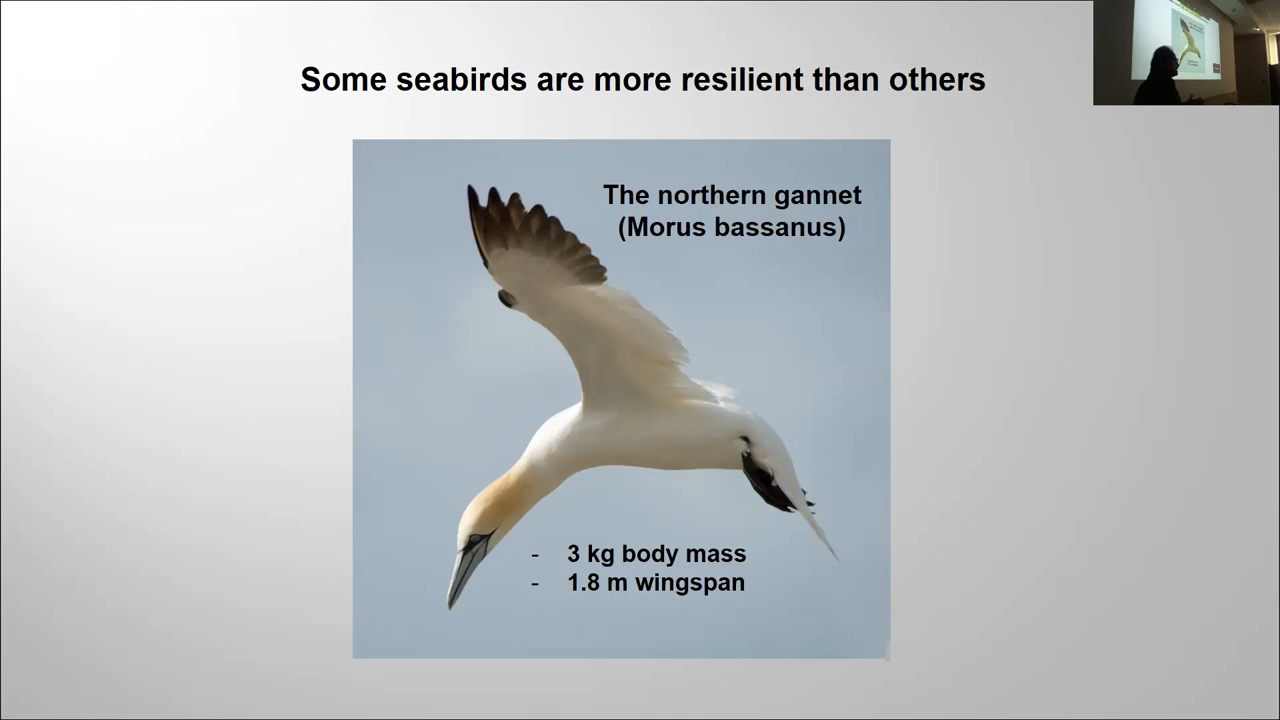 Some seabirds are more resilient than others
The northern gannet
(Morus bassanus)
- 3 kg body mass
- 1.8 m wingspan